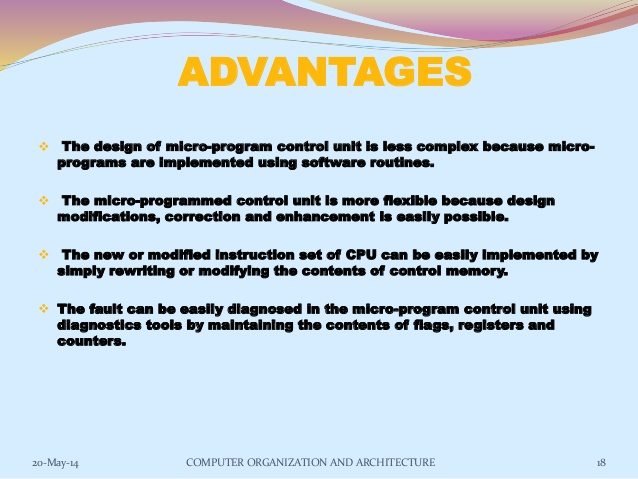 ADVANTAGES
❖ The design of micro-program control unit is less complex because micro-
programs are implemented using software routines.
❖ The micro-programmed control unit is more flexible because design
modifications, correction and enhancement is easily possible.
❖ The new or modified instruction set of CPU can be easily implemented by
simply rewriting or modifying the contents of control memory.
❖ The fault can be easily diagnosed in the micro-program control unit using
diagnostics tools by maintaining the contents of flags, registers and
counters.
20-May-14 COMPUTER ORGANIZATION AND ARCHITECTURE 18